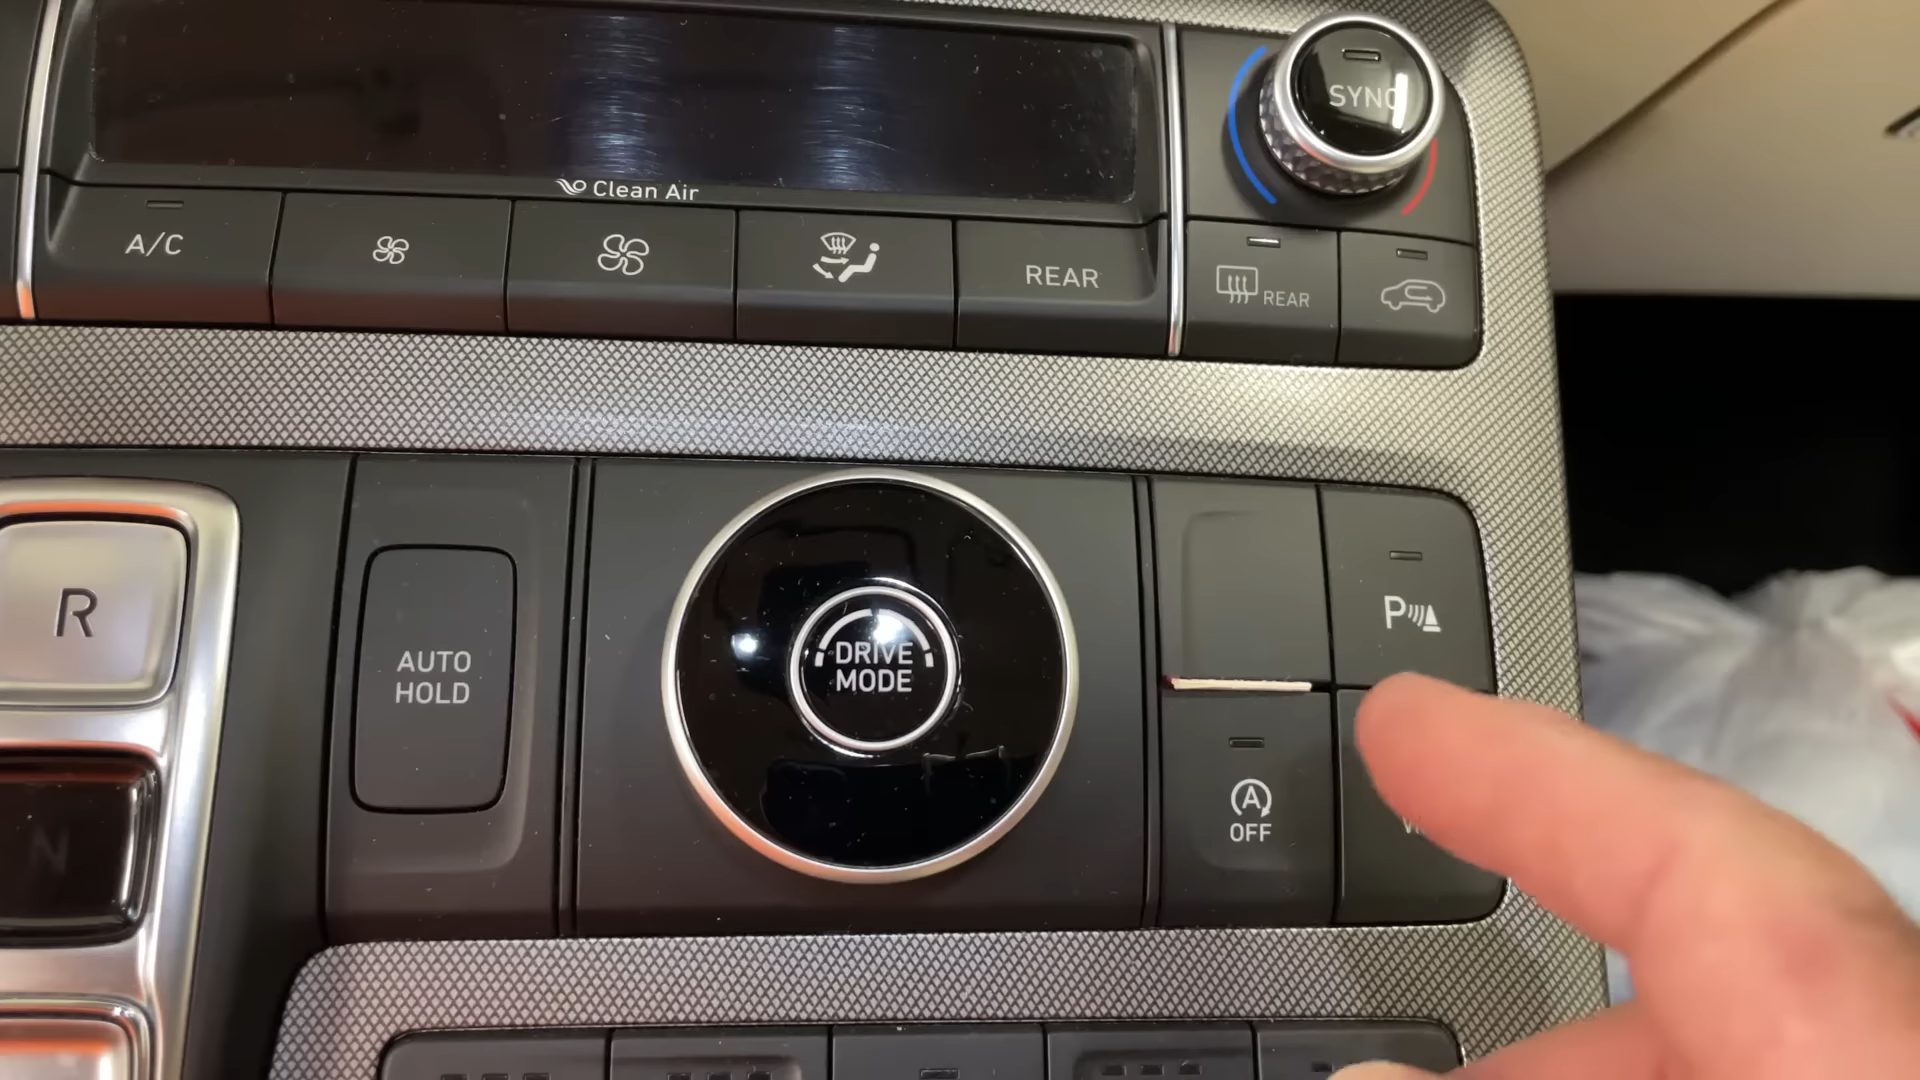 SYNC
Clean Air
A/C
REAR
REAR
R
AUTO
HOLD
DRIVE
MODE
P
A
OFF
N